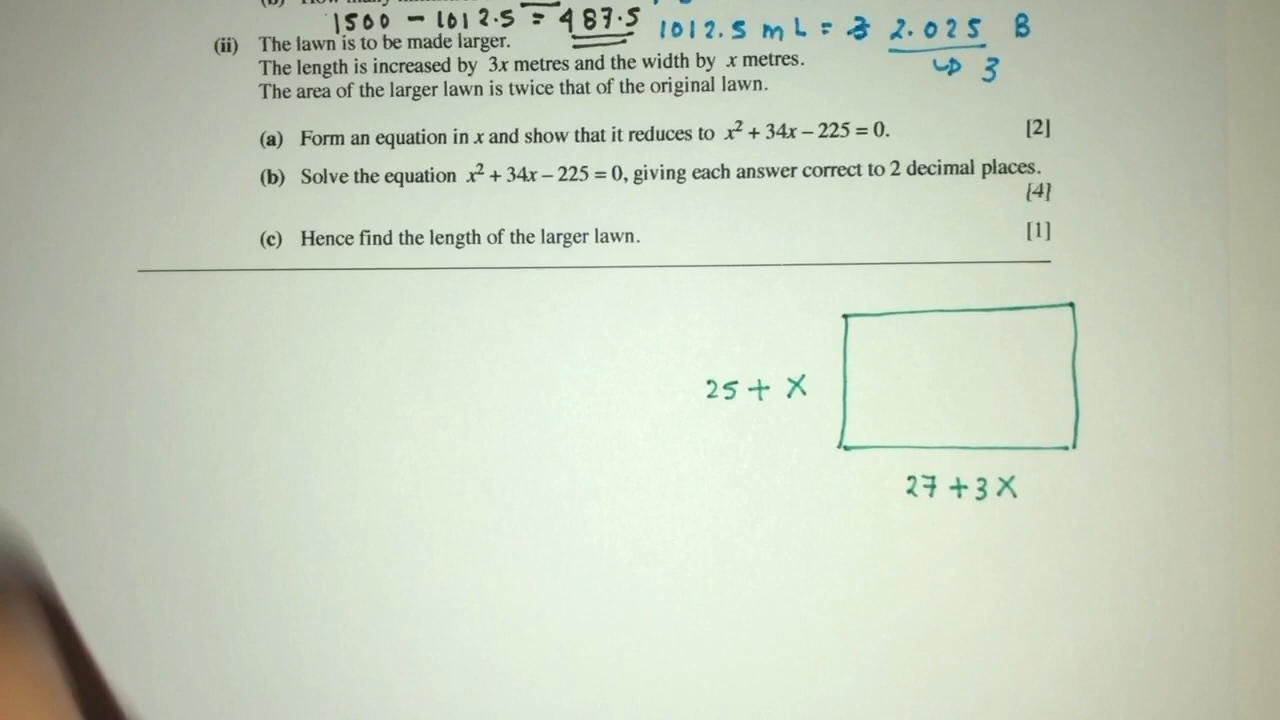 1500 - 1012.5 = 487.5
1012.5 mL = 2.025 B
↳ 3
(ii) The lawn is to be made larger.
The length is increased by 3x metres and the width by x metres.
The area of the larger lawn is twice that of the original lawn.
(a) Form an equation in x and show that it reduces to x² + 34x – 225 = 0. [2]
(b) Solve the equation x² + 34x – 225 = 0, giving each answer correct to 2 decimal places.
[4]
(c) Hence find the length of the larger lawn. [1]
25 + X
27 + 3X